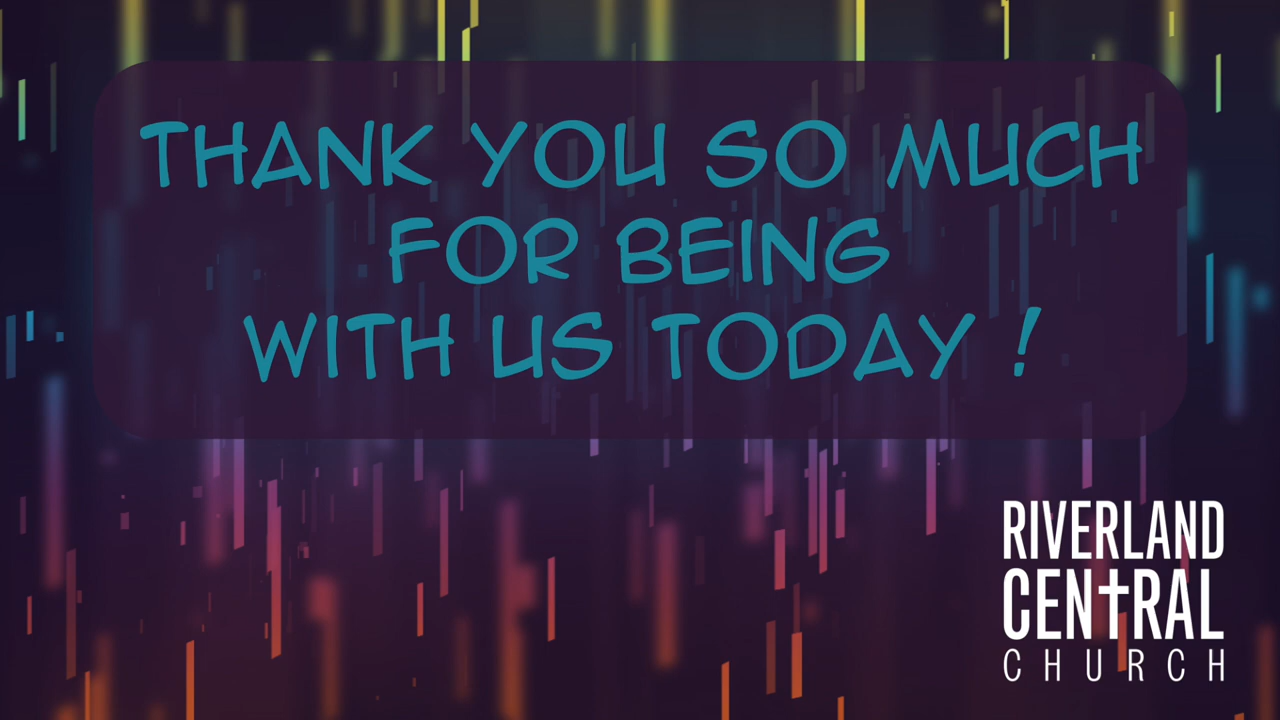 THANK YOU SO MUCH
FOR BEING
WITH US TODAY !
RIVERLAND
CENTRAL
CHURCH